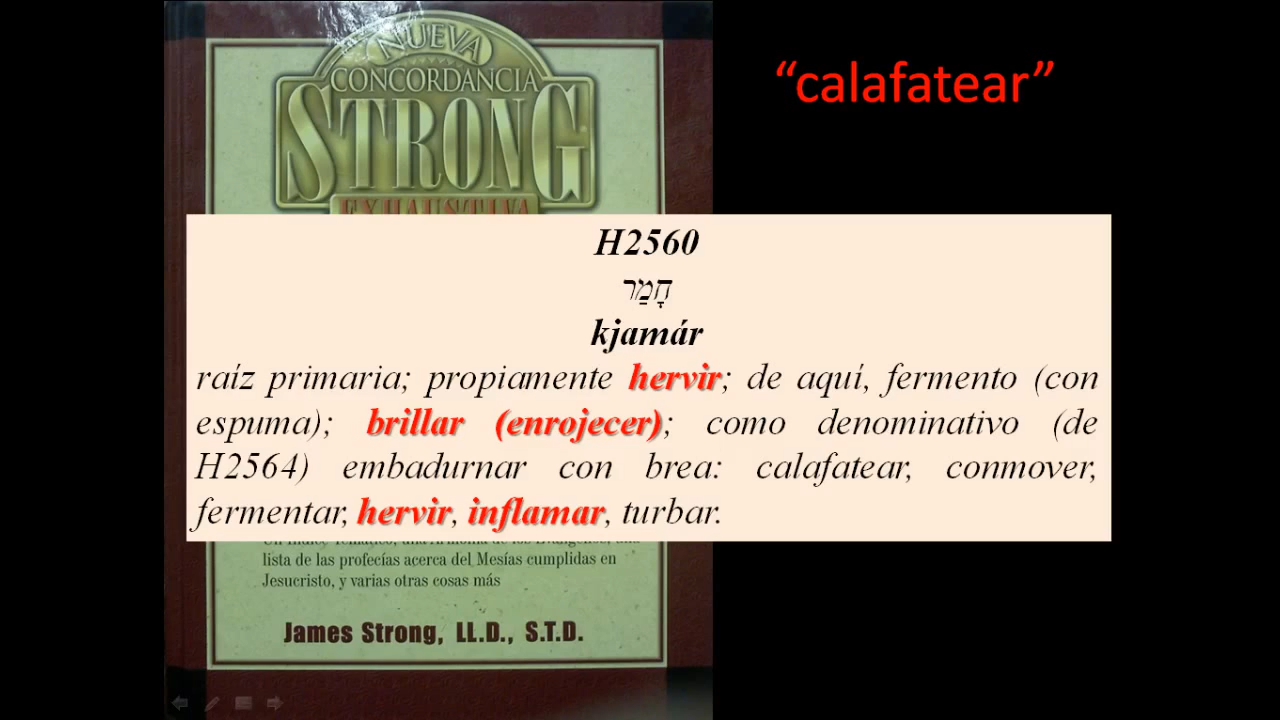 NUEVA
CONCORDANCIA
STRONG
EXHAUSTIVA
“calafatear”
H2560
חָמַר
kjamár
raíz primaria; propiamente hervir; de aquí, fermento (con
espuma); brillar (enrojecer); como denominativo (de
H2564) embadurnar con brea: calafatear, conmover,
fermentar, hervir, inflamar, turbar.
lista de las profecías acerca del Mesías cumplidas en
Jesucristo, y varias otras cosas más
James Strong, LL.D., S.T.D.